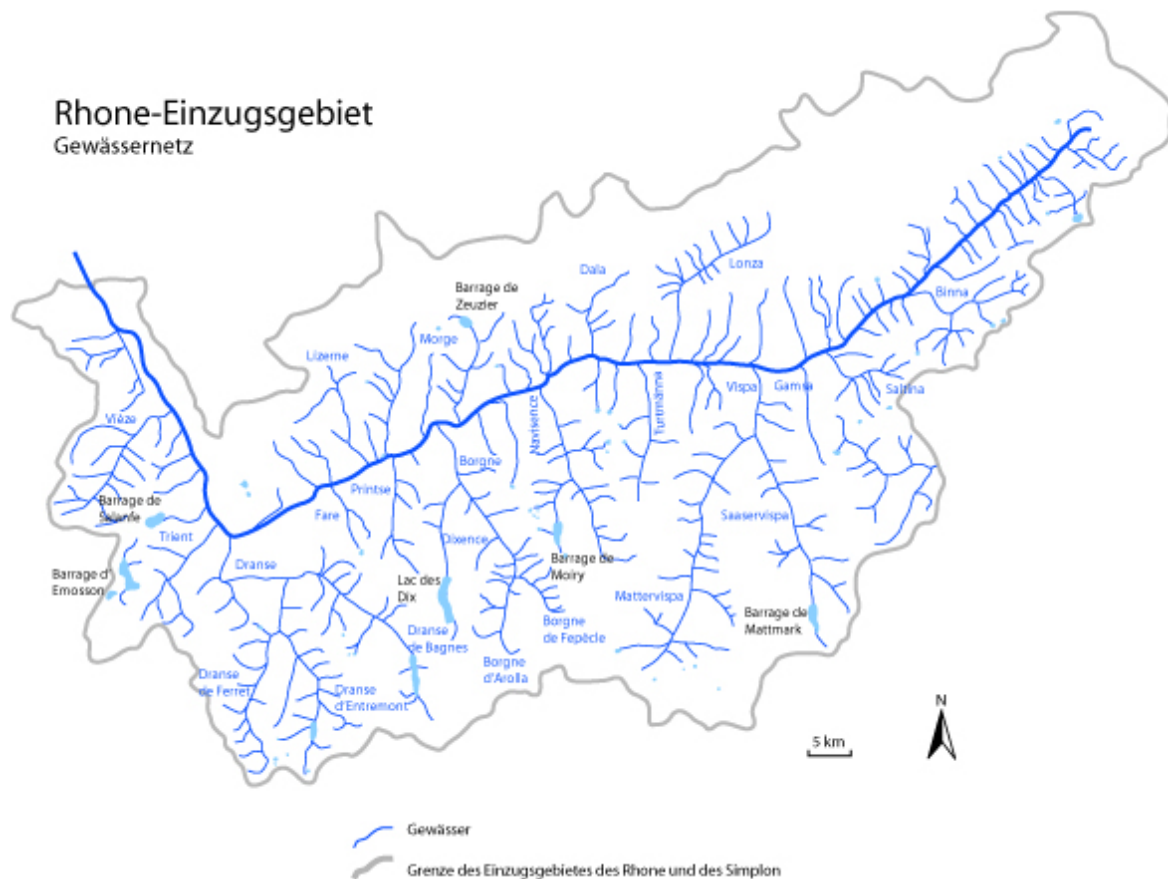 Rhone-Einzugsgebiet
Gewässernetz
Barrage de
Zeuzier
Dala
Lonza
Binna
Morge
Lizerne
Vispa
Gamsa
Saltina
Navisence
Turtmänna
Vièze
Borgne
Printse
Barrage de
Salanfe
Fare
Saaservispa
Trient
Dixence
Dranse
Barrage de
Moiry
Barrage d'
Emosson
Lac des
Dix
Mattervispa
Barrage de
Mattmark
Borgne
de Fepècle
Dranse
de Bagnes
Borgne
d'Arolla
Dranse
de Ferret
Dranse
d'Entremont
N
5 km
Gewässer
Grenze des Einzugsgebietes des Rhone und des Simplon